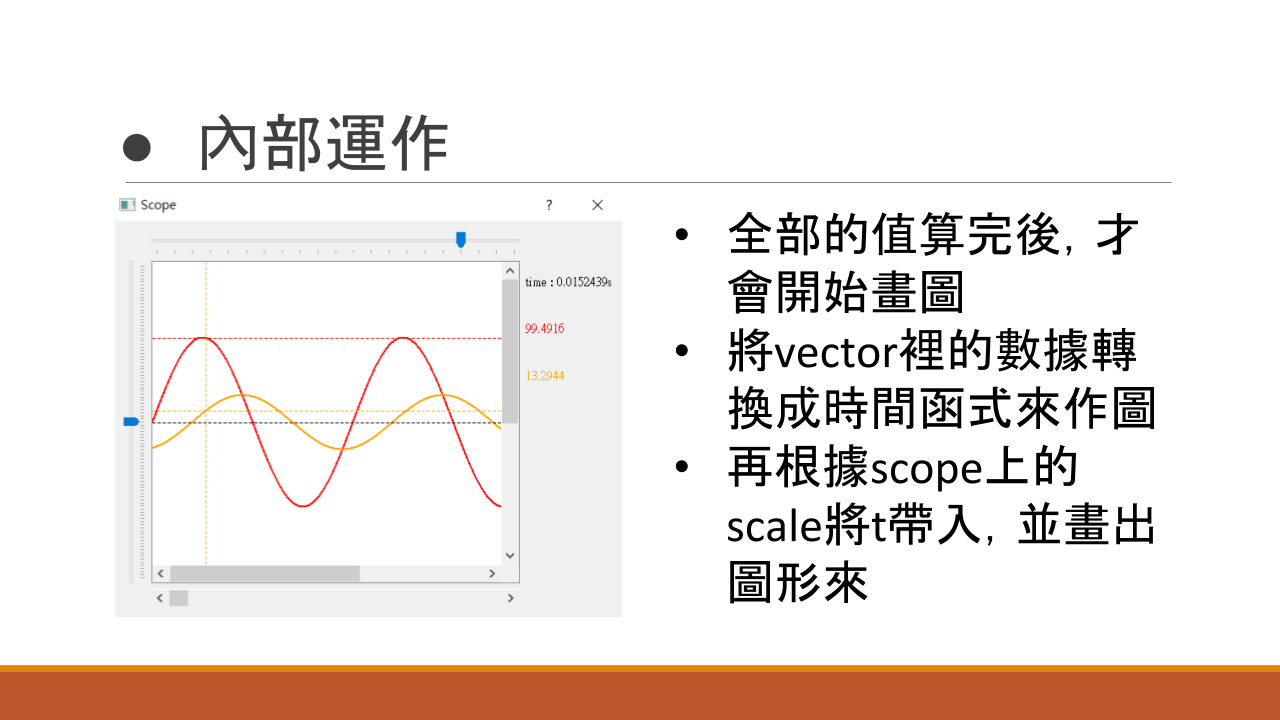 ● 內部運作
Scope ?
time : 0.0152439s
99.4916
13.2944
• 全部的值算完後，才
會開始畫圖
• 將vector裡的數據轉
換成時間函式來作圖
• 再根據scope上的
scale將t帶入，並畫出
圖形來